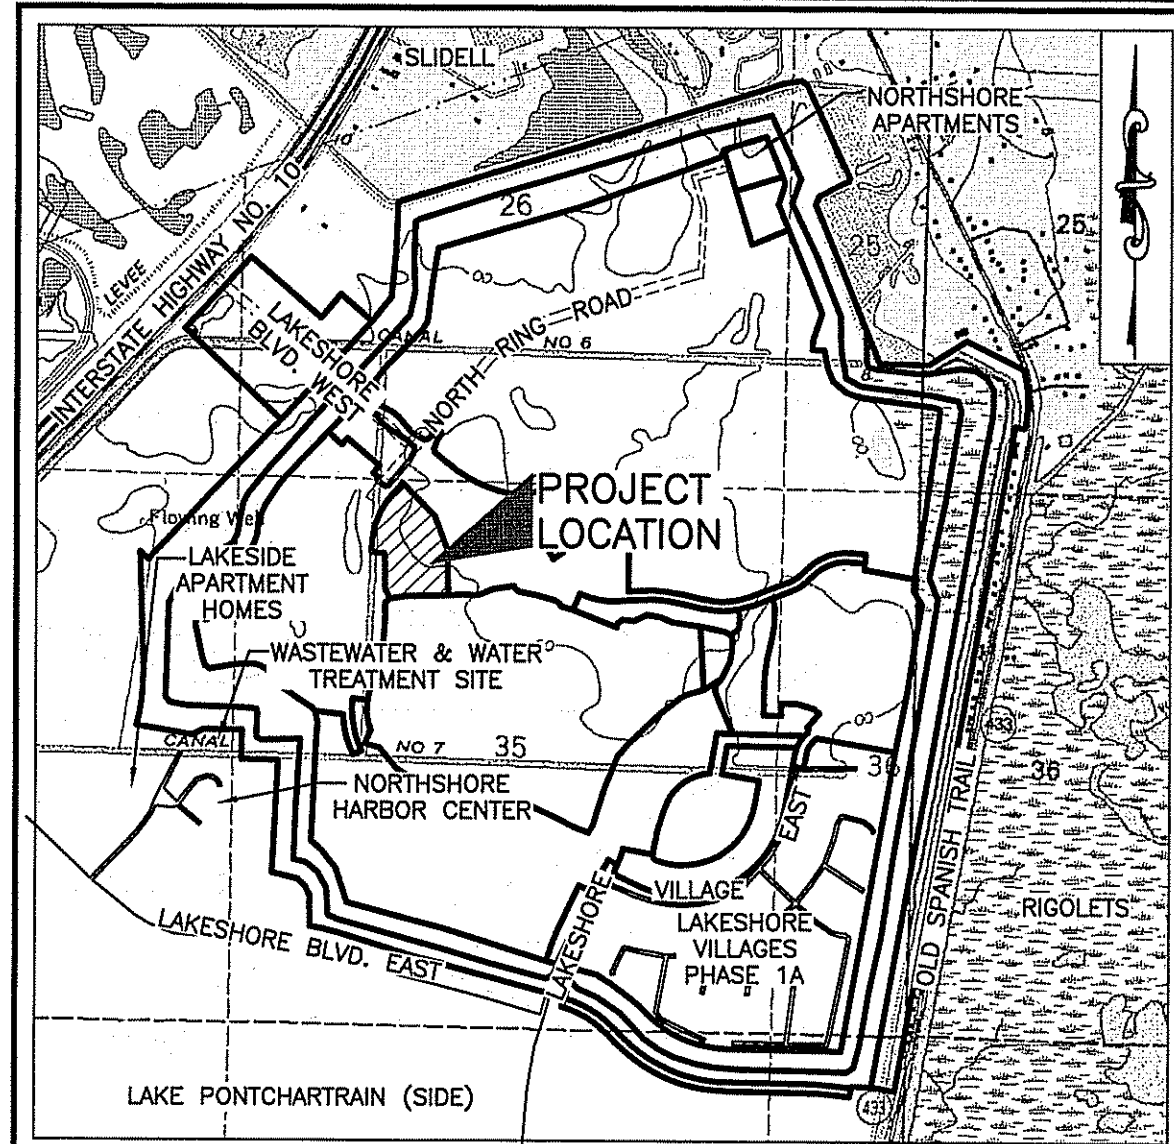 SLIDELL
NORTHSHORE
APARTMENTS
INTERSTATE HIGHWAY NO. 10
LEVEE
26
25
25
LAKESHORE
BLVD. WEST
CANAL
NO 6
NORTH RING ROAD
PROJECT
LOCATION
Flowing Well
LAKESIDE
APARTMENT
HOMES
WASTEWATER & WATER
TREATMENT SITE
CANAL
NO 7
35
NORTHSHORE
HARBOR CENTER
36
433
36
OLD SPANISH TRAIL
EAST
VILLAGE
LAKESHORE
LAKESHORE
VILLAGES
PHASE 1A
RIGOLETS
LAKESHORE BLVD. EAST
LAKE PONTCHARTRAIN (SIDE)
433